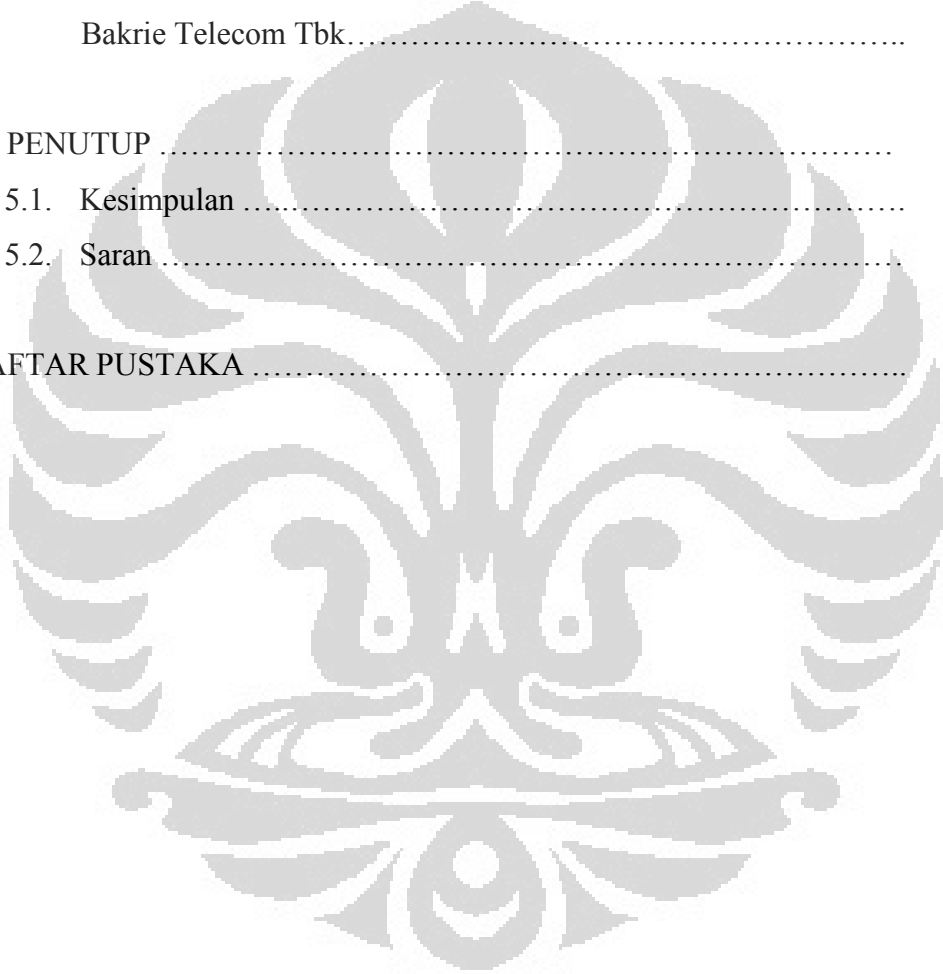 Bakrie Telecom Tbk…………………………………………………..
PENUTUP ……………………………………………………………
5.1. Kesimpulan ……………………………………………………….
5.2. Saran ……………………………………………………………….
AFTAR PUSTAKA ……………………………………………………..